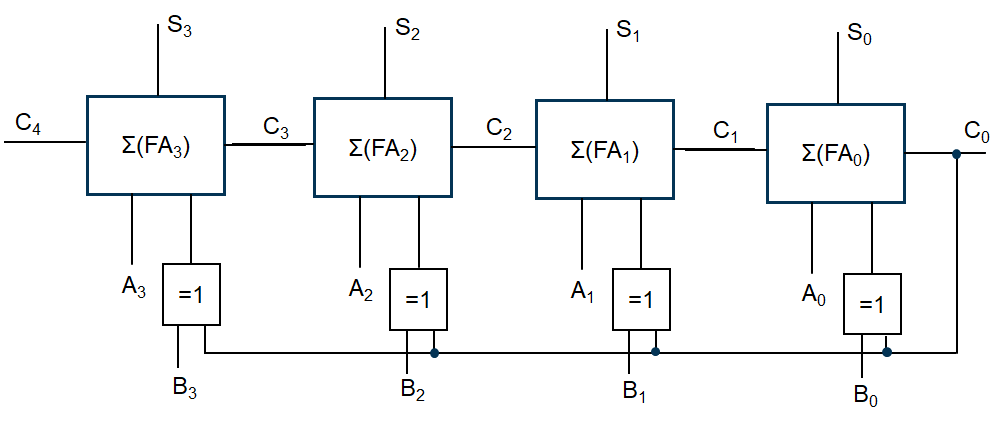 S₃ S₂ S₁ S₀
C₄ Σ(FA₃) C₃ Σ(FA₂) C₂ Σ(FA₁) C₁ Σ(FA₀) C₀
A₃ =1 A₂ =1 A₁ =1 A₀ =1
B₃ B₂ B₁ B₀